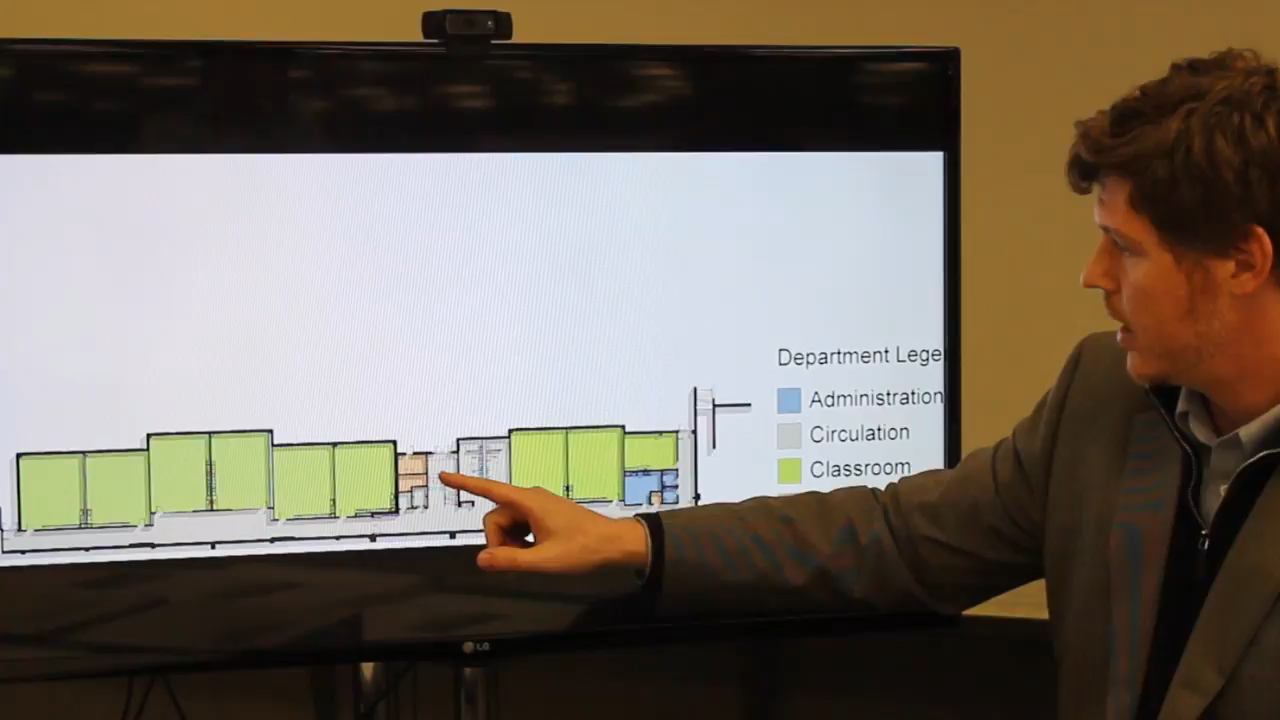 Department Lege
Administration
Circulation
Classroom
LG